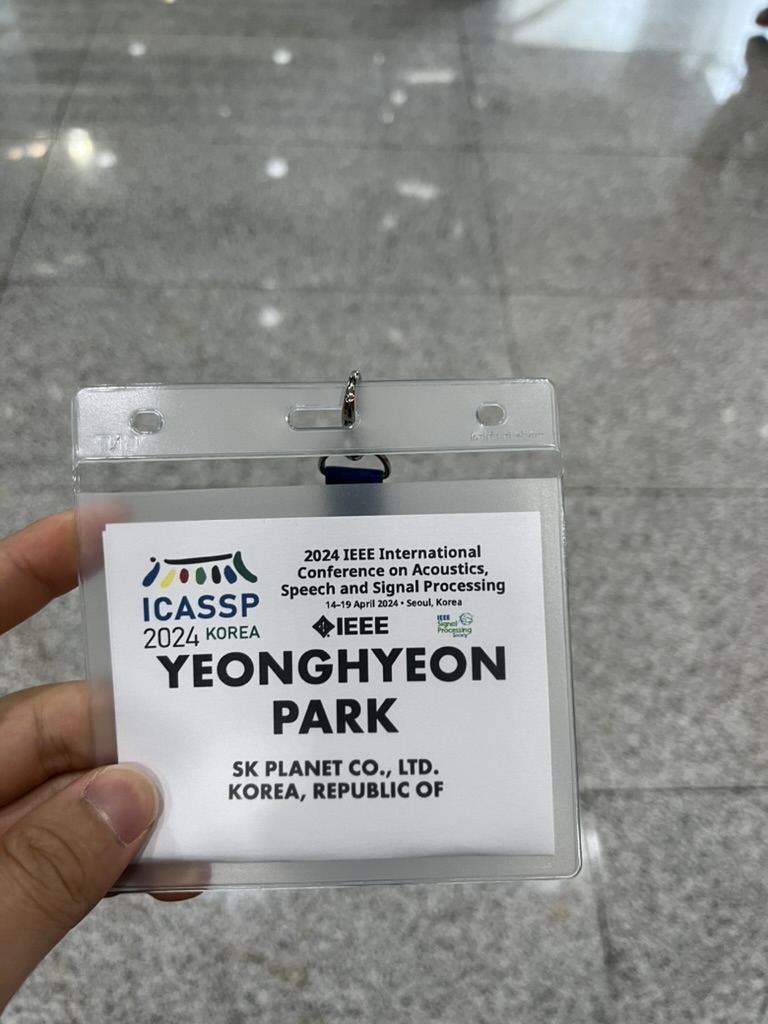 ICASSP
2024 KOREA
2024 IEEE International
Conference on Acoustics,
Speech and Signal Processing
14–19 April 2024 • Seoul, Korea
IEEE
IEEE
Signal
Processing
Society
YEONGHYEON
PARK
SK PLANET CO., LTD.
KOREA, REPUBLIC OF